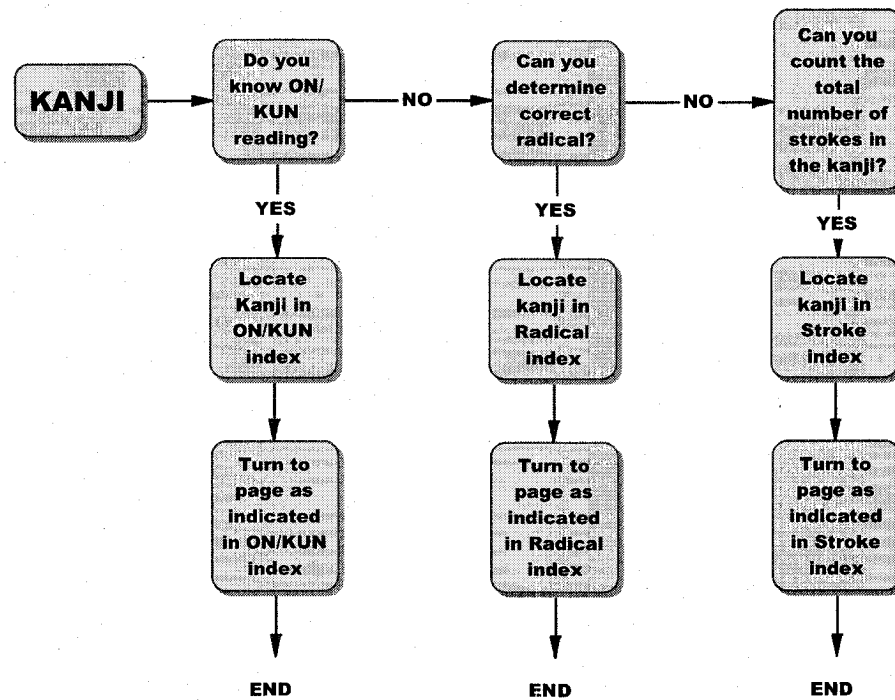 KANJI
Do you
know ON/
KUN
reading?
NO
Can you
determine
correct
radical?
NO
Can you
count the
total
number of
strokes in
the kanji?
YES
YES
YES
Locate
Kanji in
ON/KUN
index
Locate
kanji in
Radical
index
Locate
kanji in
Stroke
index
Turn to
page as
indicated
in ON/KUN
index
Turn to
page as
indicated
in Radical
index
Turn to
page as
indicated
in Stroke
index
END
END
END